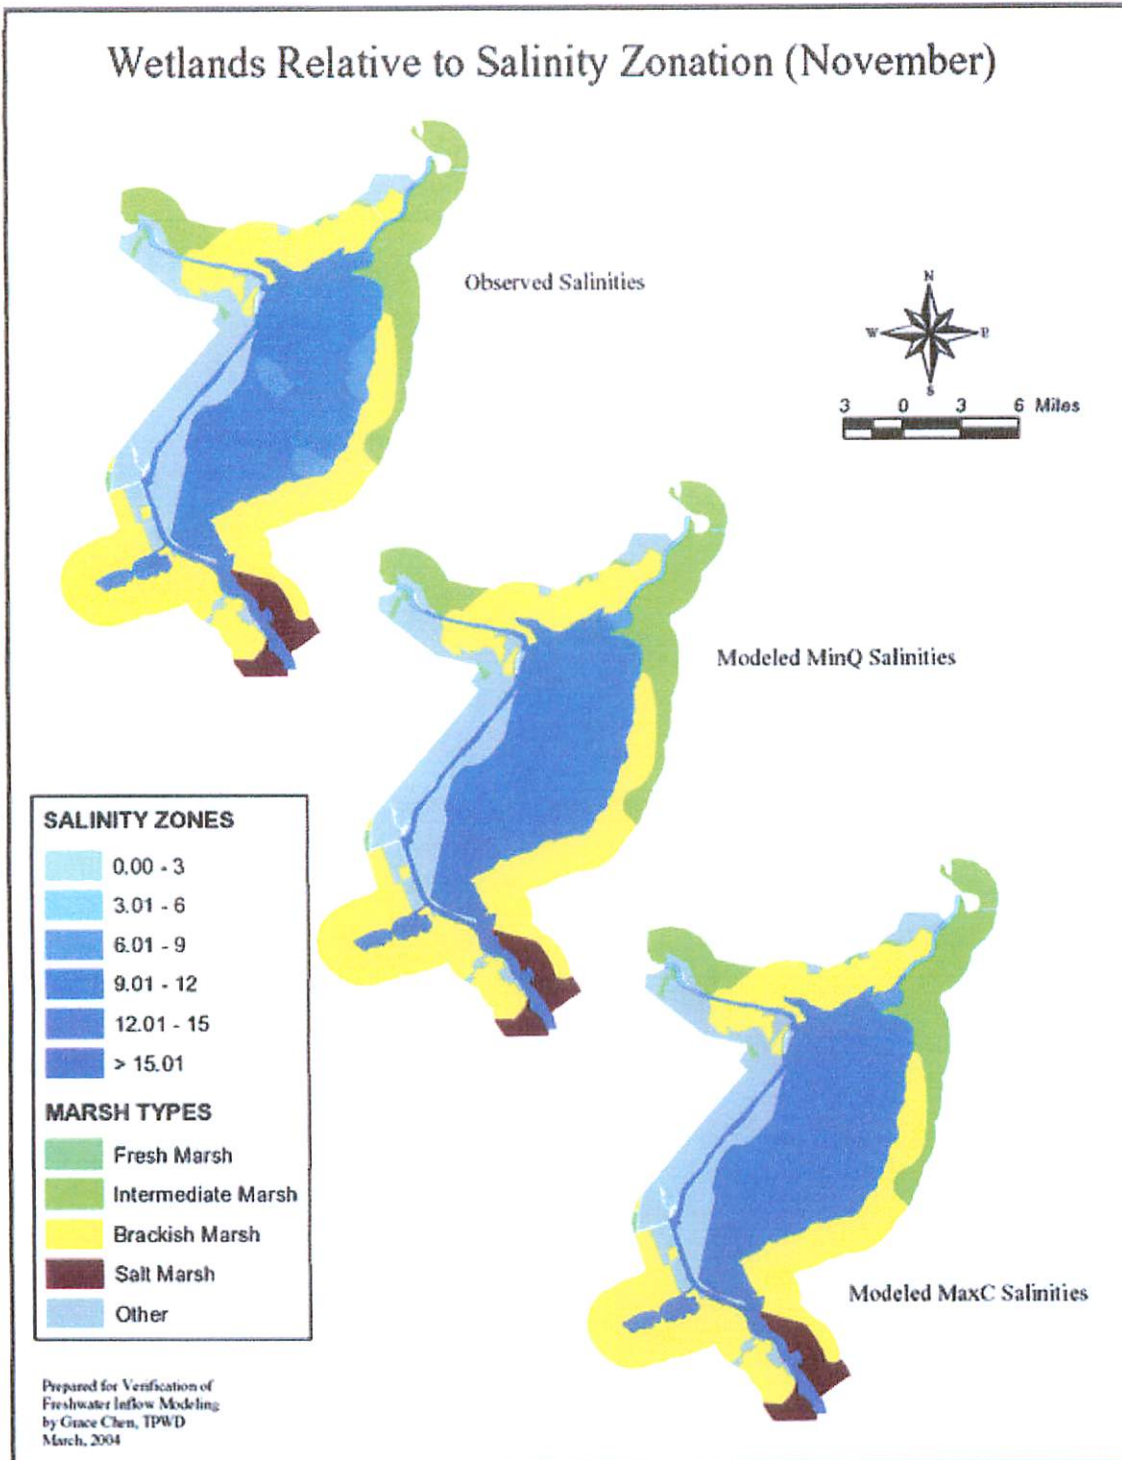 Wetlands Relative to Salinity Zonation (November)
Observed Salinities
N
W
E
S
3 0 3 6 Miles
Modeled MinQ Salinities
SALINITY ZONES
0.00 - 3
3.01 - 6
6.01 - 9
9.01 - 12
12.01 - 15
> 15.01
MARSH TYPES
Fresh Marsh
Intermediate Marsh
Brackish Marsh
Salt Marsh
Other
Modeled MaxC Salinities
Prepared for Verification of
Freshwater Inflow Modeling
by Grace Chen, TPWD
March, 2004